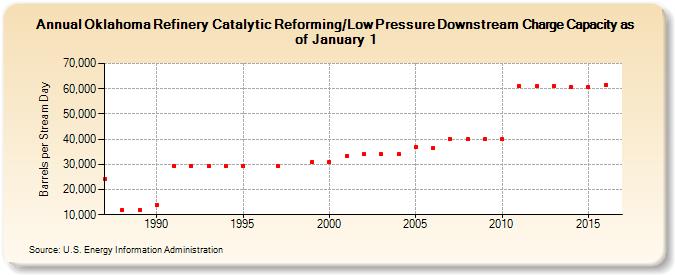 Annual Oklahoma Refinery Catalytic Reforming/Low Pressure Downstream Charge Capacity as
of January 1
Barrels per Stream Day
70,000
60,000
50,000
40,000
30,000
20,000
10,000
1990 1995 2000 2005 2010 2015
Source: U.S. Energy Information Administration